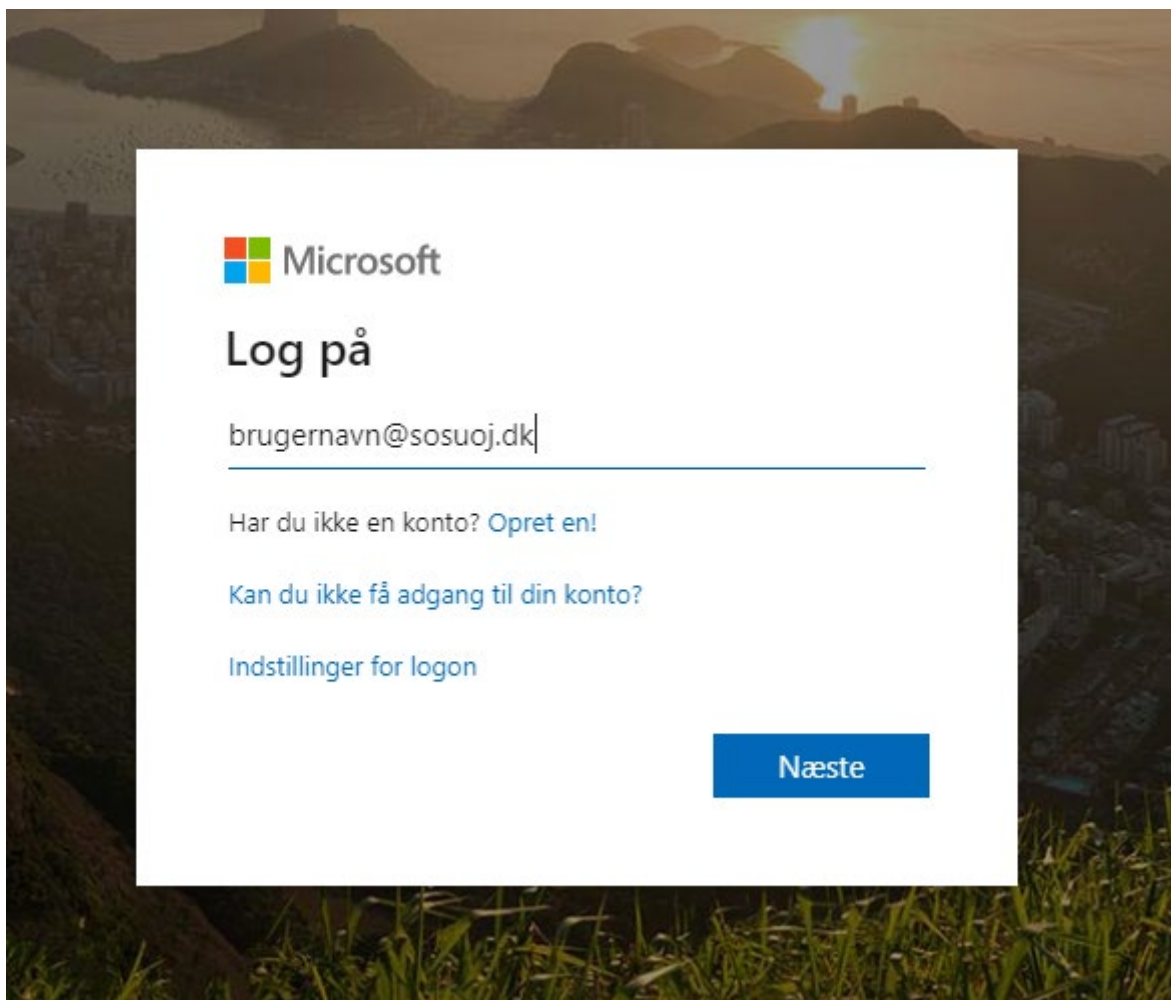 Microsoft
Log på
brugernavn@sosuoj.dk
Har du ikke en konto? Opret en!
Kan du ikke få adgang til din konto?
Indstillinger for logon
Næste